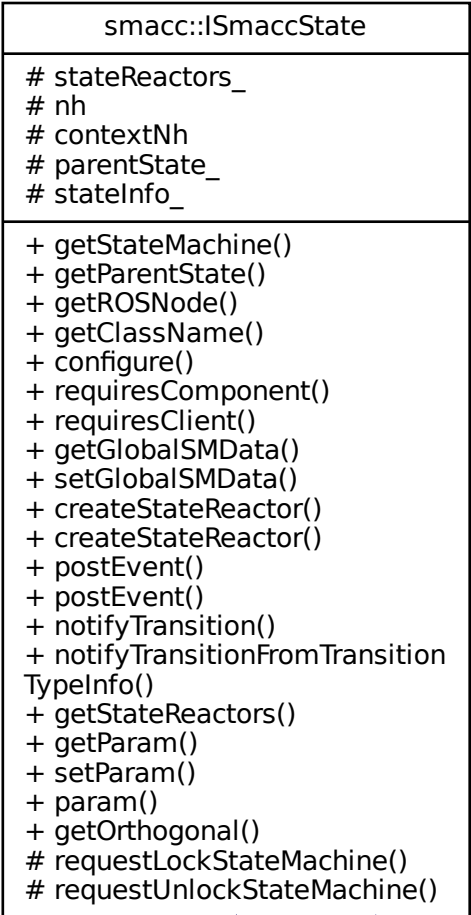 smacc::ISmaccState
# stateReactors_
# nh
# contextNh
# parentState_
# stateInfo_
+ getStateMachine()
+ getParentState()
+ getROSNode()
+ getClassName()
+ configure()
+ requiresComponent()
+ requiresClient()
+ getGlobalSMData()
+ setGlobalSMData()
+ createStateReactor()
+ createStateReactor()
+ postEvent()
+ postEvent()
+ notifyTransition()
+ notifyTransitionFromTransition
TypeInfo()
+ getStateReactors()
+ getParam()
+ setParam()
+ param()
+ getOrthogonal()
# requestLockStateMachine()
# requestUnlockStateMachine()